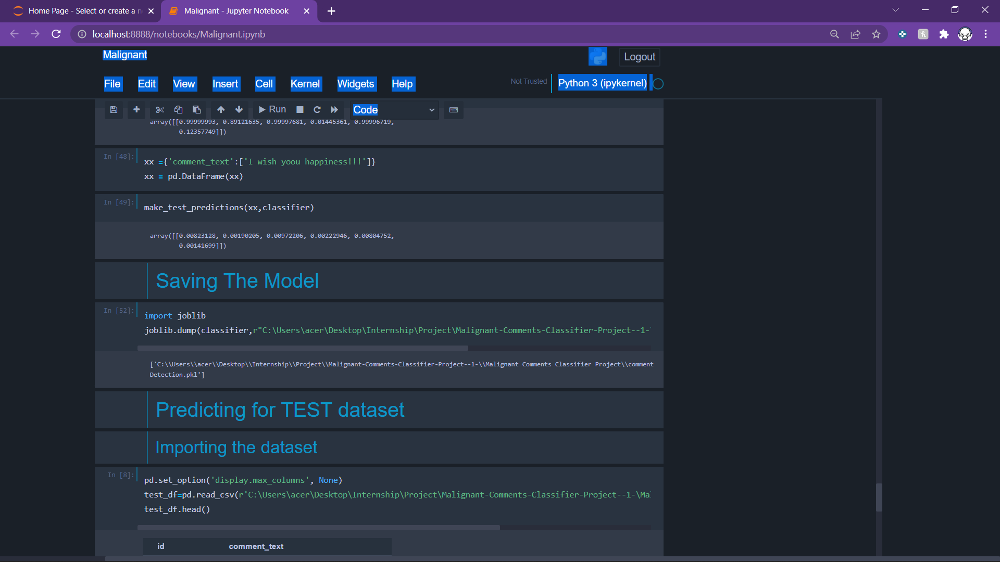 Home Page - Select or create a n
Malignant - Jupyter Notebook
localhost:8888/notebooks/Malignant.ipynb
Malignant
Logout
File Edit View Insert Cell Kernel Widgets Help
Not Trusted
Python 3 (ipykernel)
Run
Code
array([[0.99999993, 0.89121635, 0.99997681, 0.01445361, 0.99996719,
0.12357749]])
In [48]:
xx ={'comment_text':['I wish yoou happiness!!!']}
xx = pd.DataFrame(xx)
In [49]:
make_test_predictions(xx,classifier)
array([[0.00823128, 0.00190205, 0.00972206, 0.00222946, 0.00804752,
0.00141699]])
Saving The Model
In [52]:
import joblib
joblib.dump(classifier,r"C:\Users\acer\Desktop\Internship\Project\Malignant-Comments-Classifier-Project--1-\
['C:\\Users\\acer\\Desktop\\Internship\\Project\\Malignant-Comments-Classifier-Project--1-\\Malignant Comments Classifier Project\\comment
Detection.pkl']
Predicting for TEST dataset
Importing the dataset
In [8]:
pd.set_option('display.max_columns', None)
test_df=pd.read_csv(r'C:\Users\acer\Desktop\Internship\Project\Malignant-Comments-Classifier-Project--1-\Mal
test_df.head()
id comment_text